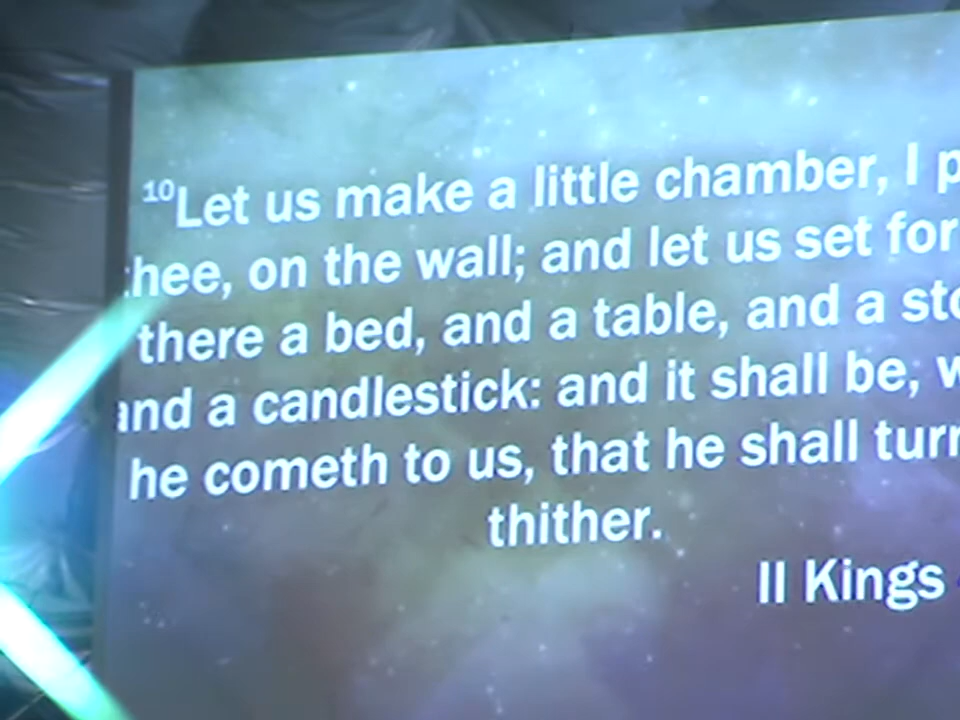 10Let us make a little chamber, I
hee, on the wall; and let us set for
there a bed, and a table, and a
and a candlestick: and it shall be,
he cometh to us, that he shall turn
thither.
II Kings